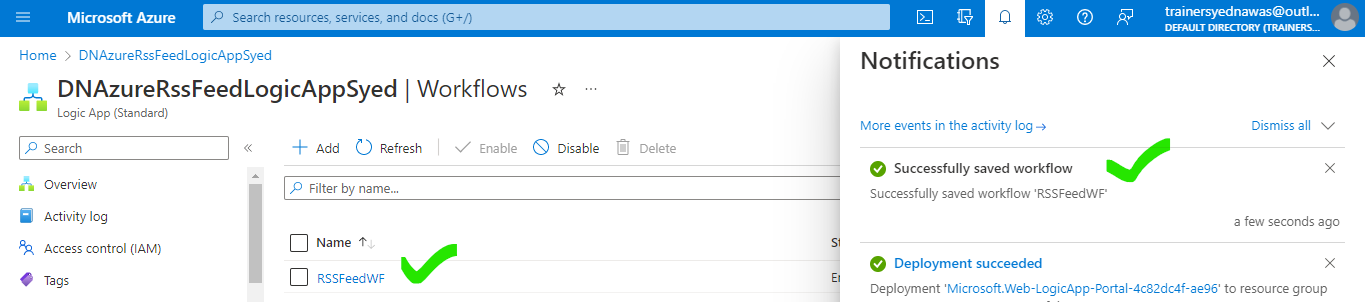 Microsoft Azure
Search resources, services, and docs (G+/)
trainersyednawas@outl...
DEFAULT DIRECTORY (TRAINERS...
Home > DNAzureRssFeedLogicAppSyed
DNAzureRssFeedLogicAppSyed | Workflows
...
Logic App (Standard)
Search
«
Overview
Activity log
Access control (IAM)
Tags
Add
Refresh
Enable
Disable
Delete
Filter by name...
Name ↑↓
RSSFeedWF
Notifications
More events in the activity log →
Dismiss all
Successfully saved workflow
Successfully saved workflow 'RSSFeedWF'
a few seconds ago
Deployment succeeded
Deployment 'Microsoft.Web-LogicApp-Portal-4c82dc4f-ae96' to resource group